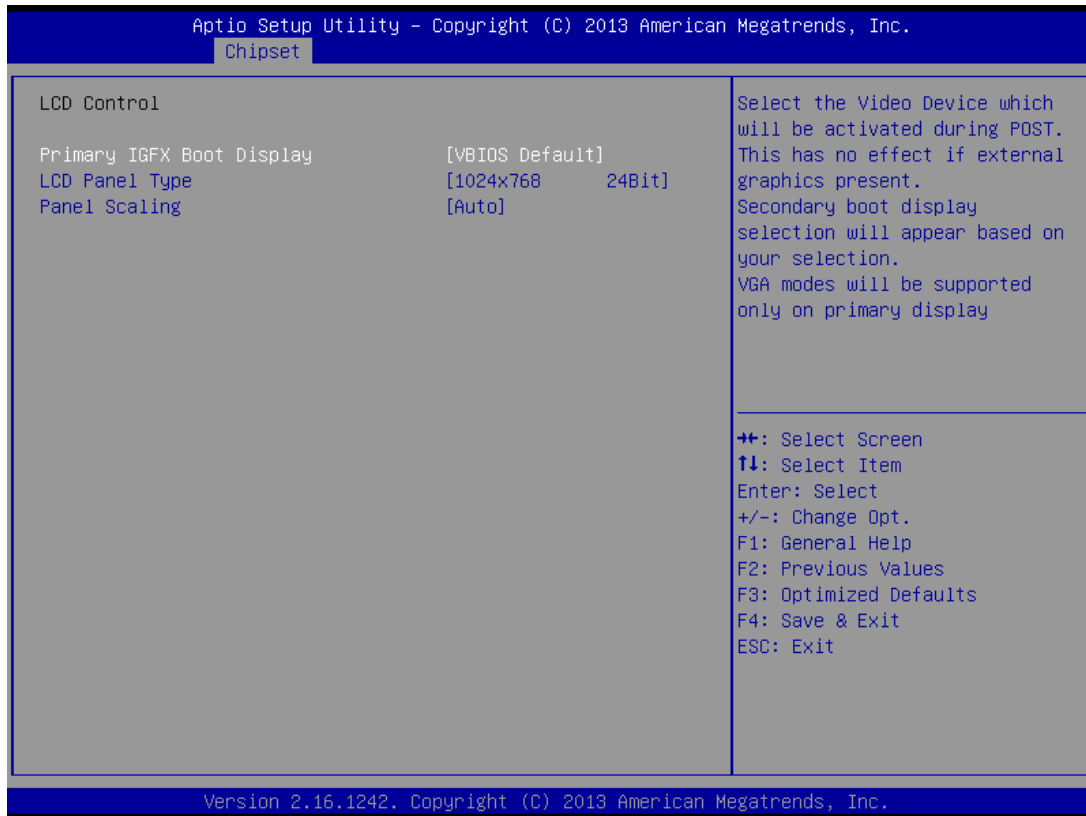 Aptio Setup Utility – Copyright (C) 2013 American Megatrends, Inc.
Chipset
LCD Control
Primary IGFX Boot Display [VBIOS Default]
LCD Panel Type [1024x768 24Bit]
Panel Scaling [Auto]
Select the Video Device which
will be activated during POST.
This has no effect if external
graphics present.
Secondary boot display
selection will appear based on
your selection.
VGA modes will be supported
only on primary display
→←: Select Screen
↑↓: Select Item
Enter: Select
+/-: Change Opt.
F1: General Help
F2: Previous Values
F3: Optimized Defaults
F4: Save & Exit
ESC: Exit
Version 2.16.1242. Copyright (C) 2013 American Megatrends, Inc.